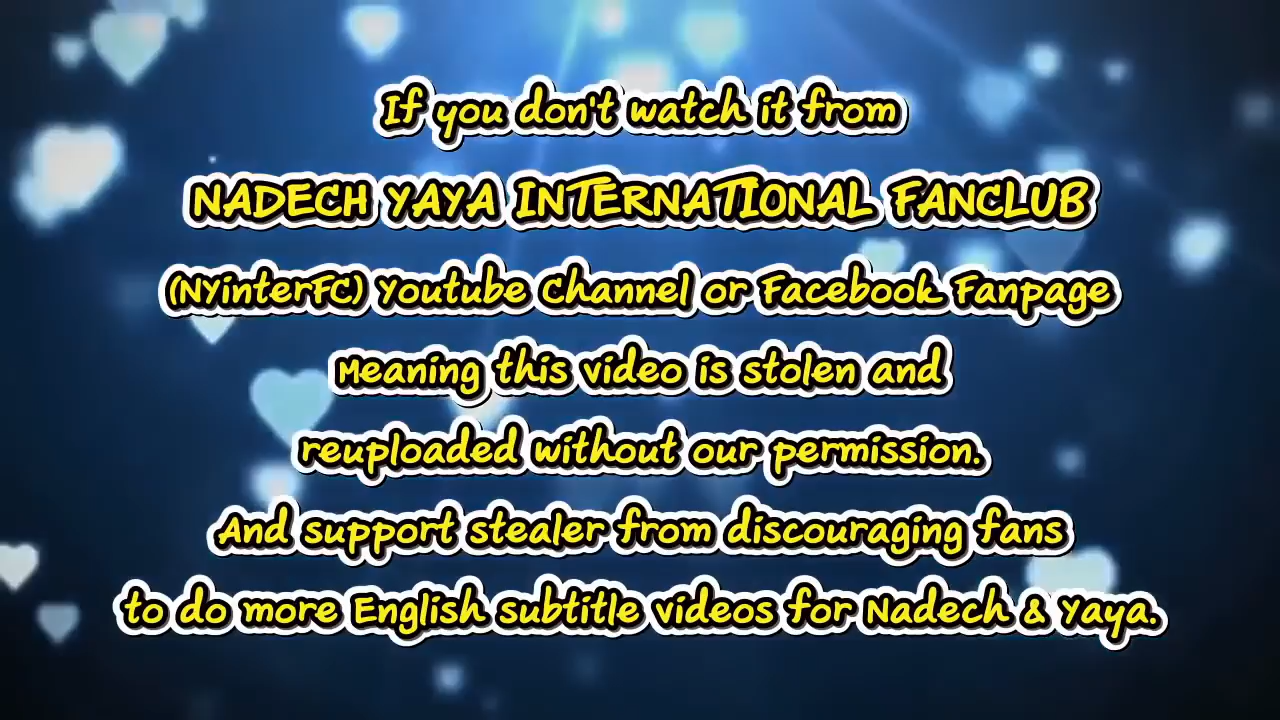 If you don't watch it from
NADECH YAYA INTERNATIONAL FANCLUB
(NYinterFC) Youtube Channel or Facebook Fanpage
Meaning this video is stolen and
reuploaded without our permission.
And support stealer from discouraging fans
to do more English subtitle videos for Nadech & Yaya.